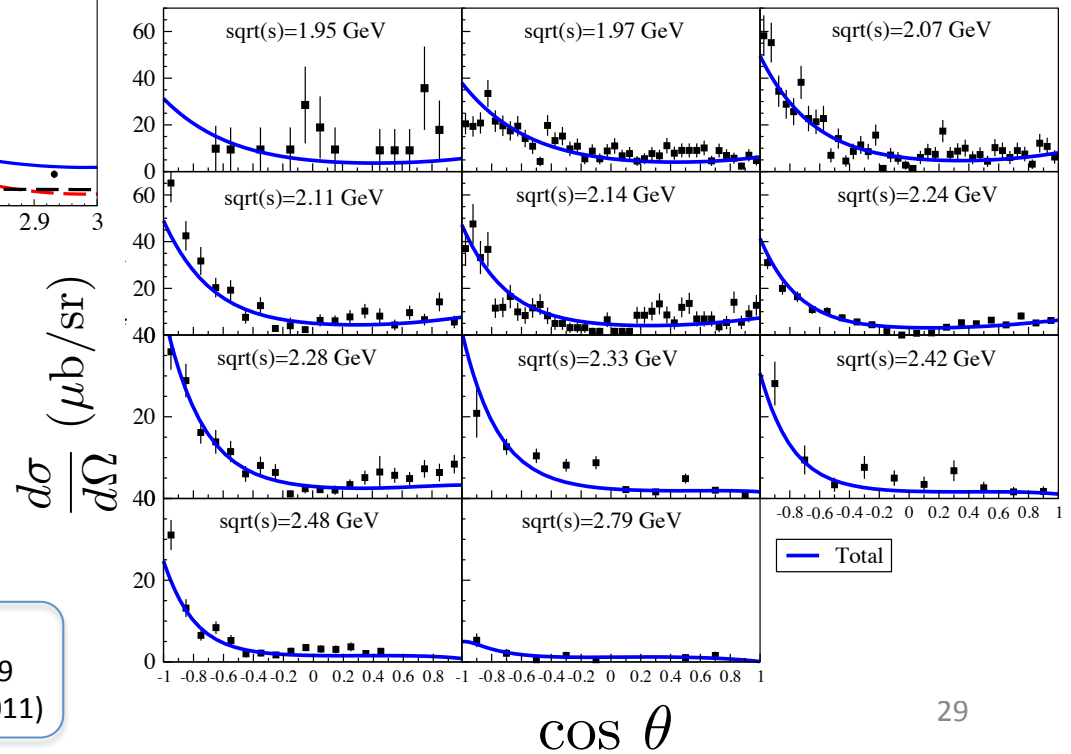 sqrt(s)=1.95 GeV
sqrt(s)=1.97 GeV
sqrt(s)=2.07 GeV
60
40
20
0
2.9 3
sqrt(s)=2.11 GeV
sqrt(s)=2.14 GeV
sqrt(s)=2.24 GeV
60
40
20
40
sqrt(s)=2.28 GeV
sqrt(s)=2.33 GeV
sqrt(s)=2.42 GeV
20
40
-0.8 -0.6 -0.4 -0.2 0 0.2 0.4 0.6 0.8 1
sqrt(s)=2.48 GeV
sqrt(s)=2.79 GeV
Total
20
0
-1 -0.8 -0.6 -0.4 -0.2 0 0.2 0.4 0.6 0.8 -1 -0.8 -0.6 -0.4 -0.2 0 0.2 0.4 0.6 0.8 1
dσ/dΩ (μb/sr)
cos θ
9
11)
29